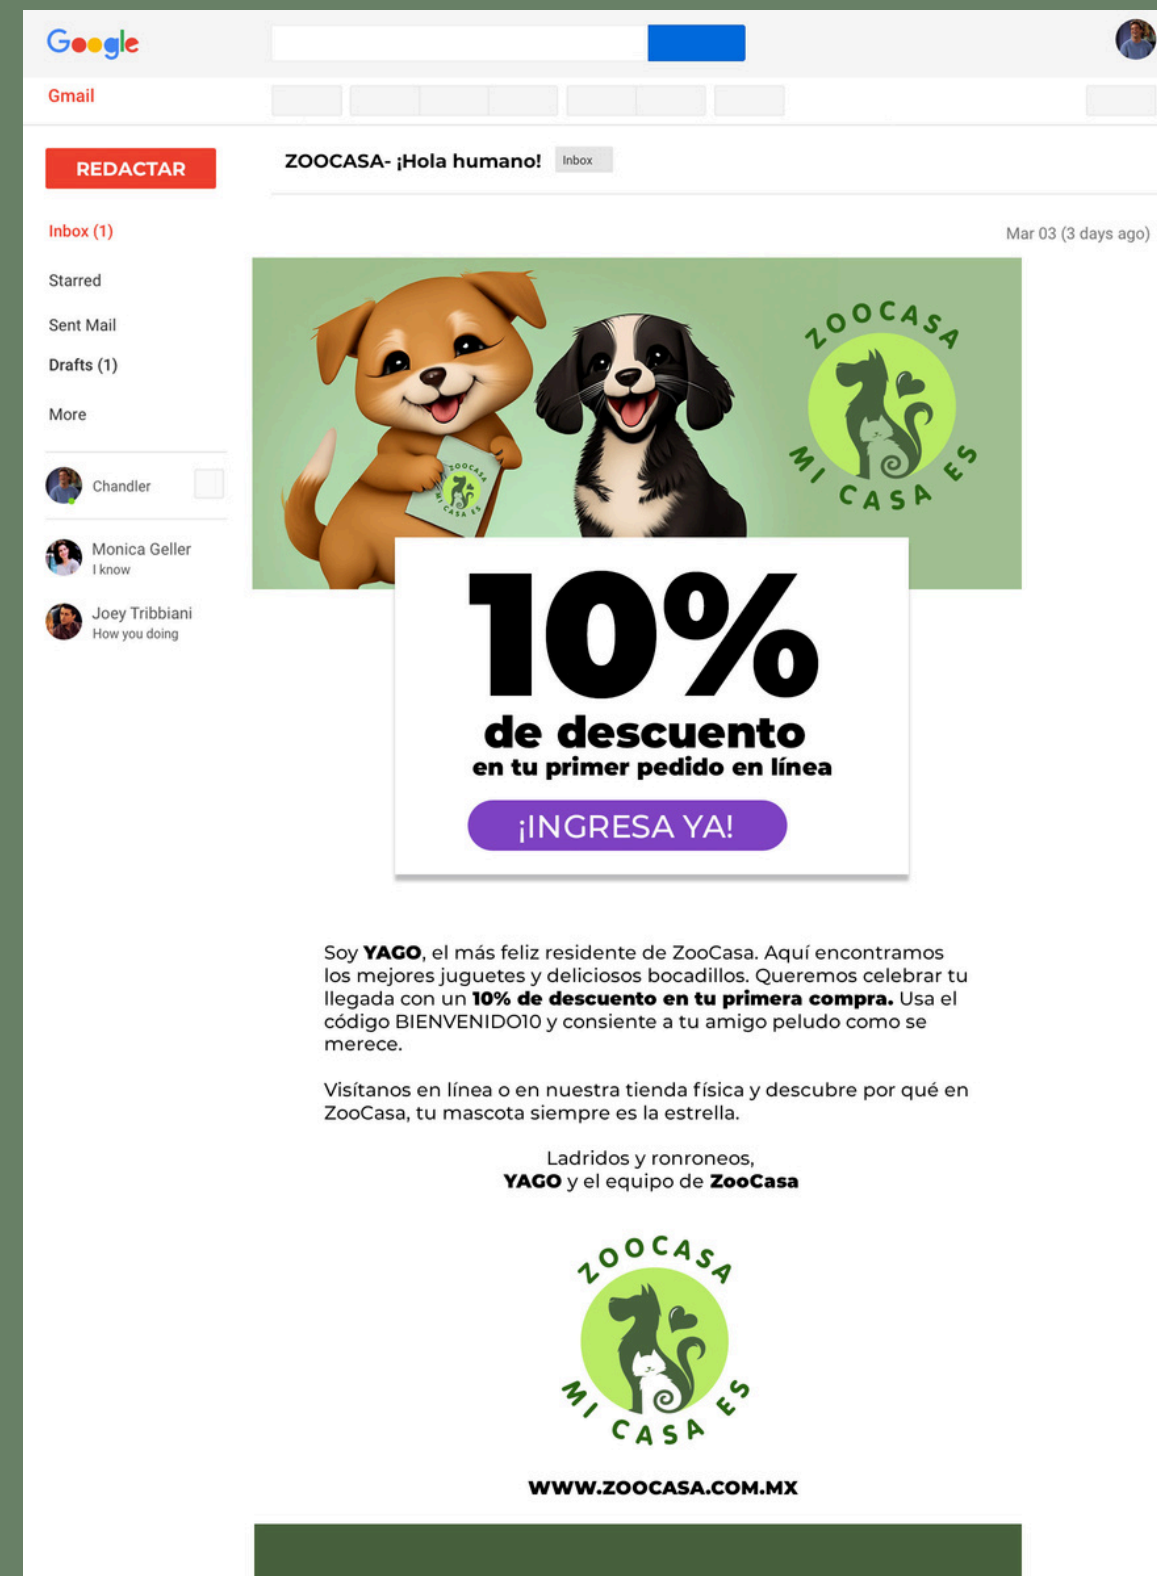 Google
Gmail
REDACTAR
ZOOCASA- ¡Hola humano! Inbox
Inbox (1)
Mar 03 (3 days ago)
Starred
Sent Mail
Drafts (1)
More
Chandler
Monica Geller
I know
Joey Tribbiani
How you doing
ZOOCASA
MI CASA ES
ZOOCASA
MI CASA ES
10%
de descuento
en tu primer pedido en línea
¡INGRESA YA!
Soy YAGO, el más feliz residente de ZooCasa. Aquí encontramos
los mejores juguetes y deliciosos bocadillos. Queremos celebrar tu
llegada con un 10% de descuento en tu primera compra. Usa el
código BIENVENIDO10 y consiente a tu amigo peludo como se
merece.
Visítanos en línea o en nuestra tienda física y descubre por qué en
ZooCasa, tu mascota siempre es la estrella.
Ladridos y ronroneos,
YAGO y el equipo de ZooCasa
ZOOCASA
MI CASA ES
WWW.ZOOCASA.COM.MX